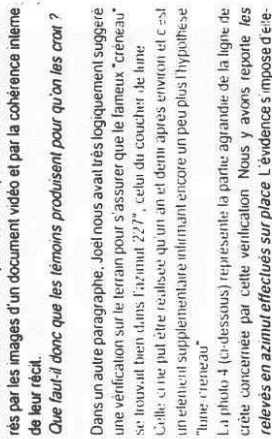 rés par les images d'un document vidéo et par la cohérence interne
de leur récit.
Que faut-il donc que les témoins produisent pour qu'on les croit ?
Dans un autre paragraphe, Joël nous avait très logiquement suggéré
une vérification sur le terrain pour s'assurer que le fameux "créneau"
se trouvait bien dans l'azimut 227°, celui du coucher de lune
Celle ci ne put être réalisée qu'un an et demi après environ et c est
un élément supplémentaire infirmant encore un peu plus l'hypothèse
"lune créneau"
La photo 4 (ci-dessous) représente la partie agrandie de la ligne de
crête concernée par cette vérification Nous y avons reporté les
relevés en azimut effectués sur place L'évidence s impose d'ére-